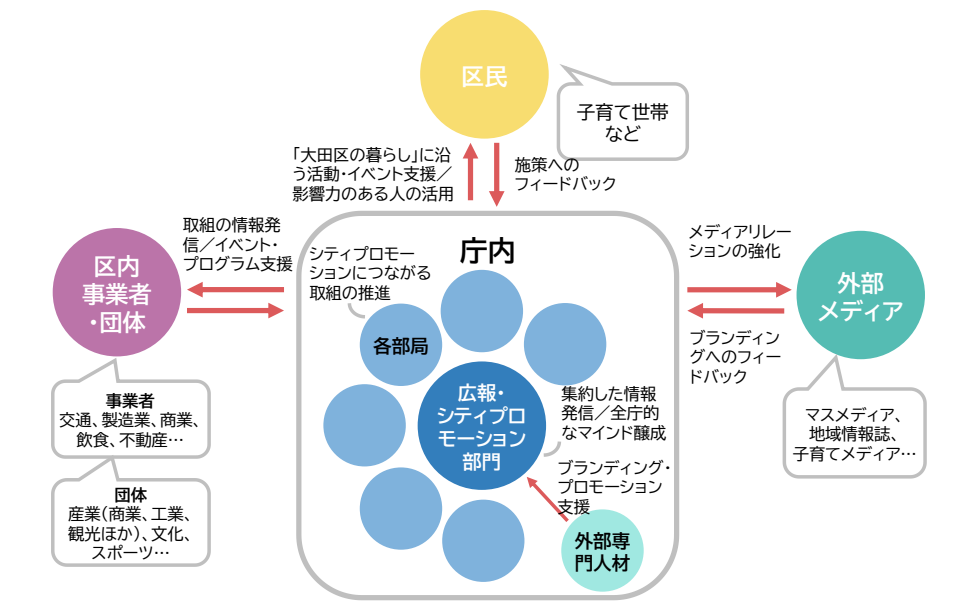 区民
子育て世帯
など
「大田区の暮らし」に沿
う活動・イベント支援／
影響力のある人の活用
施策への
フィードバック
取組の情報発
信／イベント・
プログラム支援
区内
事業者
・団体
事業者
交通、製造業、商業、
飲食、不動産…
団体
産業(商業、工業、
観光ほか)、文化、
スポーツ…
庁内
シティプロモー
ションにつながる
取組の推進
各部局
広報・
シティプロ
モーション
部門
集約した情報
発信／全庁的
なマインド醸成
ブランディング・
プロモーション
支援
外部専
門人材
メディアリレー
ションの強化
外部
メディア
ブランディン
グへのフィー
ドバック
マスメディア、
地域情報誌、
子育てメディア…